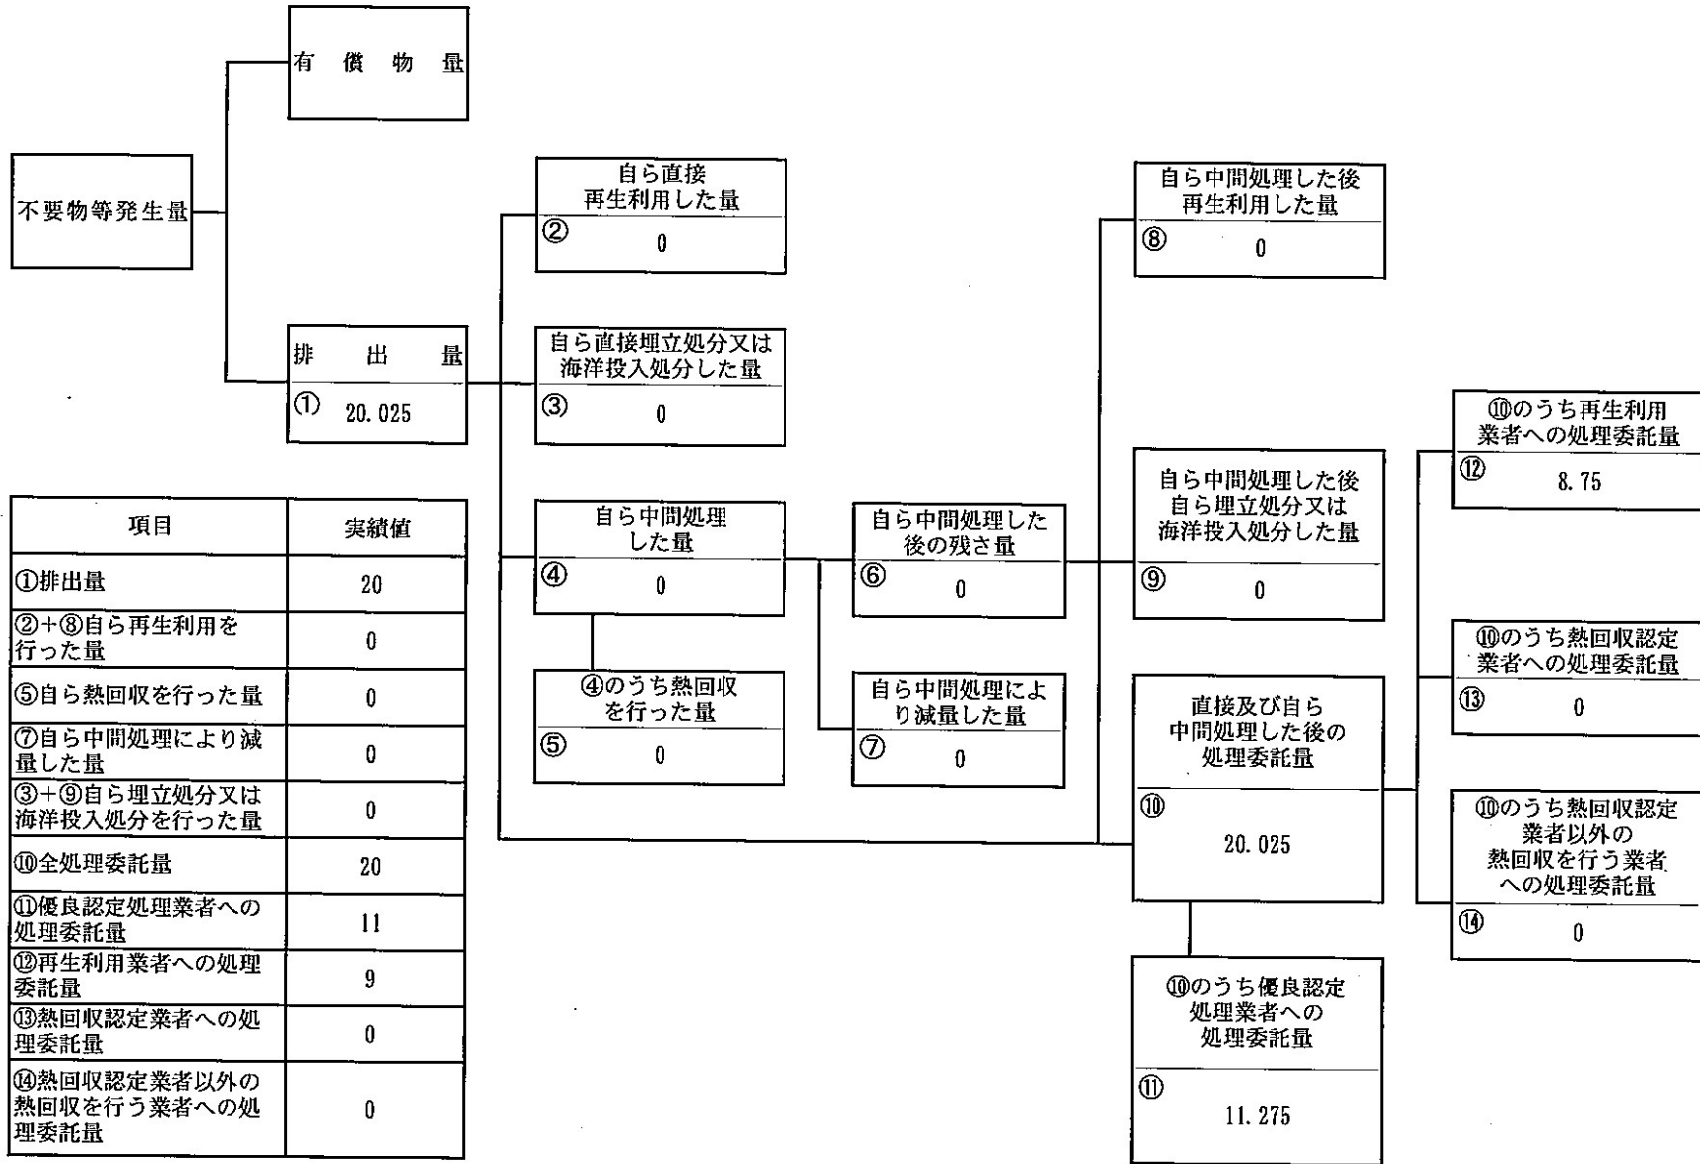 有償物量
不要物等発生量
排出量
① 20.025
自ら直接
再生利用した量
② 0
自ら直接埋立処分又は
海洋投入処分した量
③ 0
自ら中間処理
した量
④ 0
④のうち熱回収
を行った量
⑤ 0
自ら中間処理した
後の残さ量
⑥ 0
自ら中間処理によ
り減量した量
⑦ 0
自ら中間処理した後
再生利用した量
⑧ 0
自ら中間処理した後
自ら埋立処分又は
海洋投入処分した量
⑨ 0
直接及び自ら
中間処理した後の
処理委託量
⑩
20.025
⑩のうち優良認定
処理業者への
処理委託量
⑪
11.275
⑩のうち再生利用
業者への処理委託量
⑫ 8.75
⑩のうち熱回収認定
業者への処理委託量
⑬ 0
⑩のうち熱回収認定
業者以外の
熱回収を行う業者
への処理委託量
⑭ 0
項目 実績値
①排出量 20
②+⑧自ら再生利用を
行った量 0
⑤自ら熱回収を行った量 0
⑦自ら中間処理により減
量した量 0
③+⑨自ら埋立処分又は
海洋投入処分を行った量 0
⑩全処理委託量 20
⑪優良認定処理業者への
処理委託量 11
⑫再生利用業者への処理
委託量 9
⑬熱回収認定業者への処
理委託量 0
⑭熱回収認定業者以外の
熱回収を行う業者への処
理委託量 0